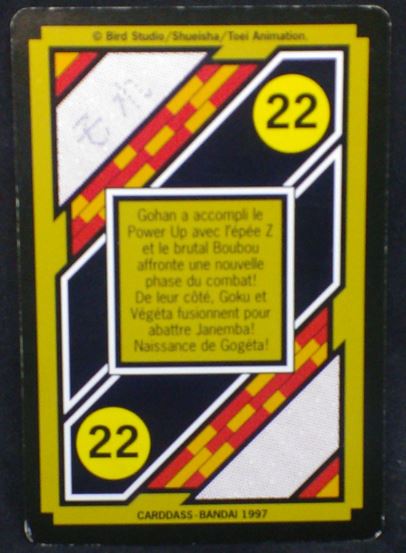 © Bird Studio/Shueisha/Toei Animation.
22
Gohan a accompli le
Power Up avec l'épée Z
et le brutal Boubou
affronte une nouvelle
phase du combat!
De leur côté, Goku et
Végéta fusionnent pour
abattre Janemba!
Naissance de Gogéta!
22
CARDDASS-BANDAI 1997